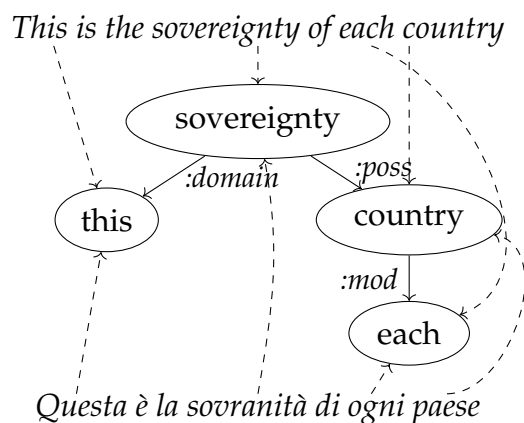 This is the sovereignty of each country
sovereignty
:domain
:poss
this
country
:mod
each
Questa è la sovranità di ogni paese